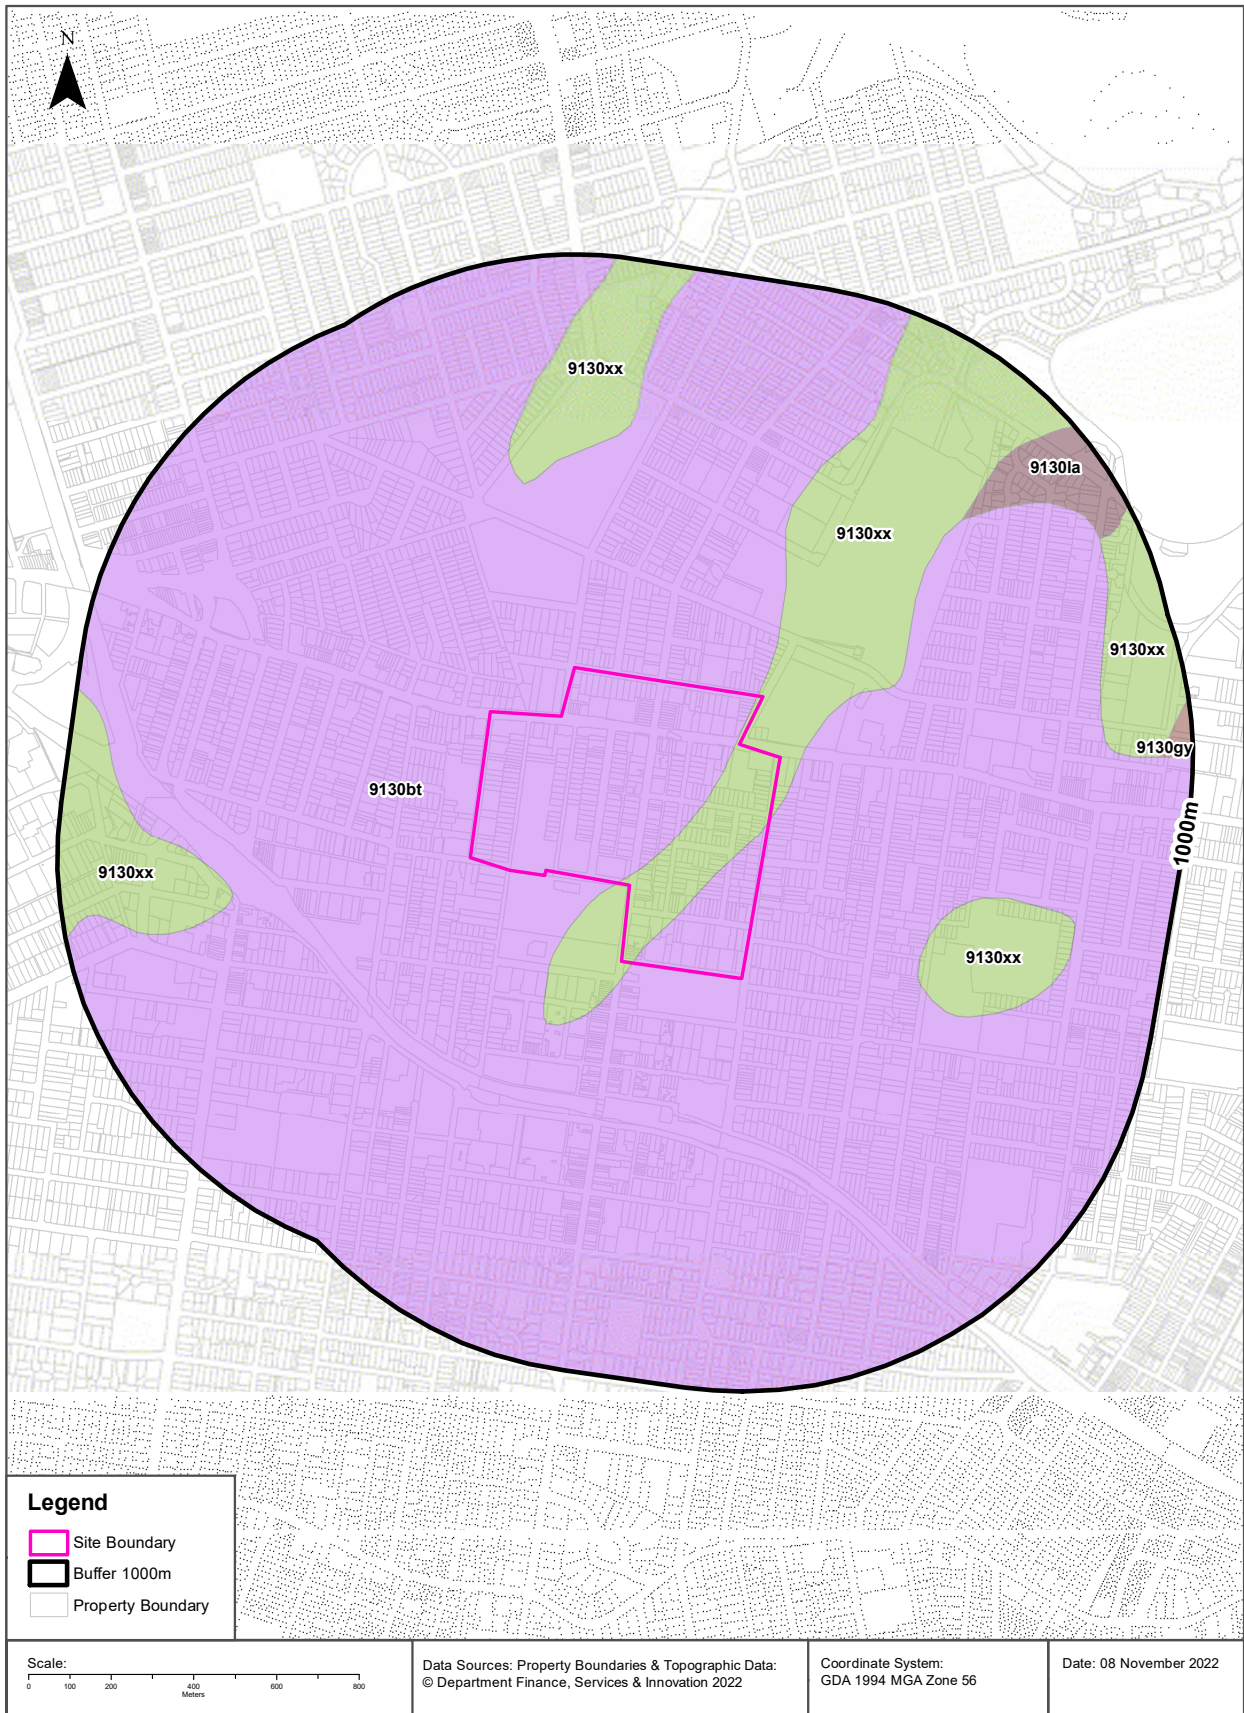 N
9130xx
9130la
9130xx
9130xx
9130gy
9130bt
1000m
9130xx
9130xx
Legend
Site Boundary
Buffer 1000m
Property Boundary
Scale:
0 100 200 400 600 800
Meters
Data Sources: Property Boundaries & Topographic Data:
© Department Finance, Services & Innovation 2022
Coordinate System:
GDA 1994 MGA Zone 56
Date: 08 November 2022